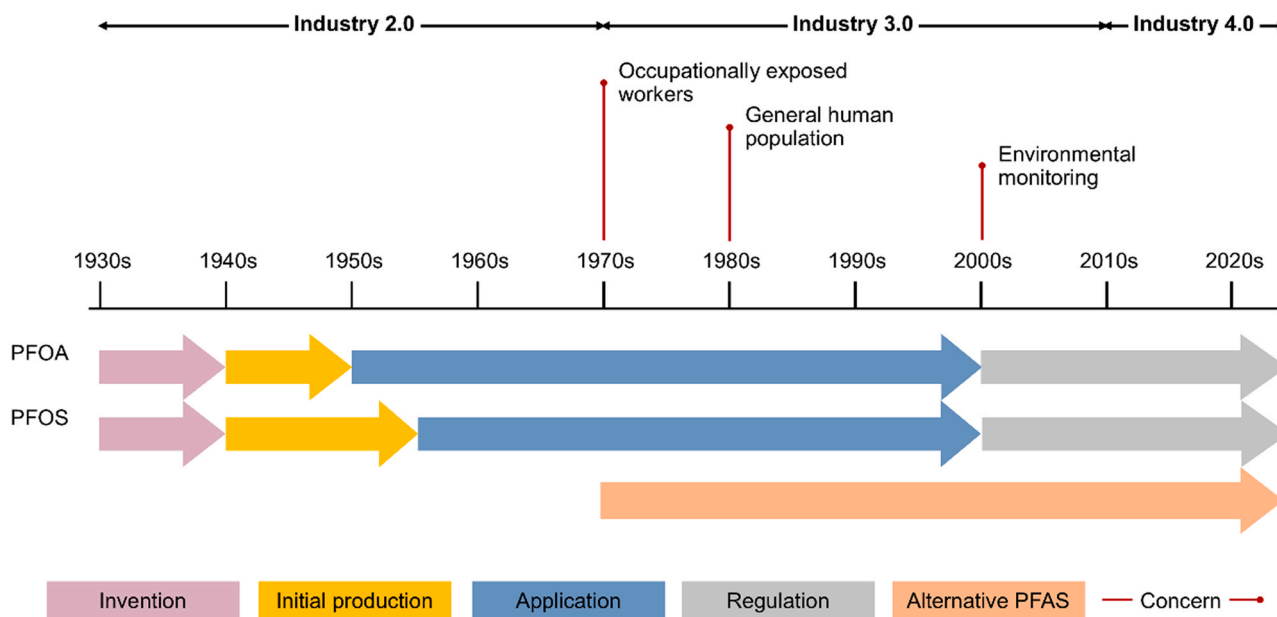 Industry 2.0
Industry 3.0
Industry 4.0
Occupationally exposed
workers
General human
population
Environmental
monitoring
1930s 1940s 1950s 1960s 1970s 1980s 1990s 2000s 2010s 2020s
PFOA
PFOS
Invention
Initial production
Application
Regulation
Alternative PFAS
Concern